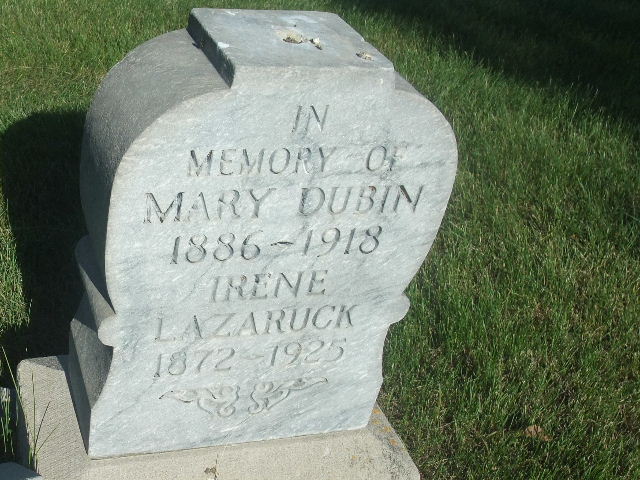 IN
MEMORY OF
MARY DUBIN
1886-1918
IRENE
LAZARUCK
1872-1925